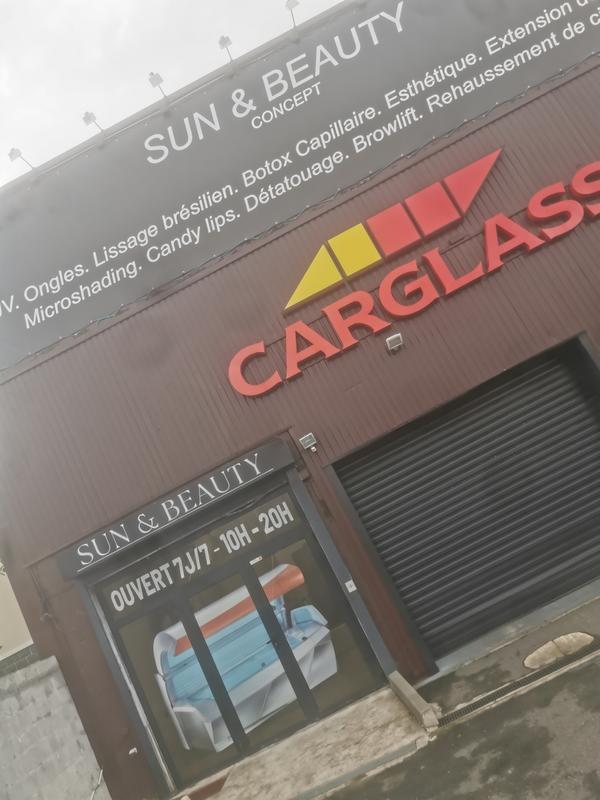 SUN & BEAUTY
CONCEPT
UV. Ongles. Lissage brésilien. Botox Capillaire. Esthétique. Extension
Microshading. Candy lips. Détatouage. Browlift. Rehaussement de
CARGLASS
SUN & BEAUTY
OUVERT 7J/7 - 10H - 20H